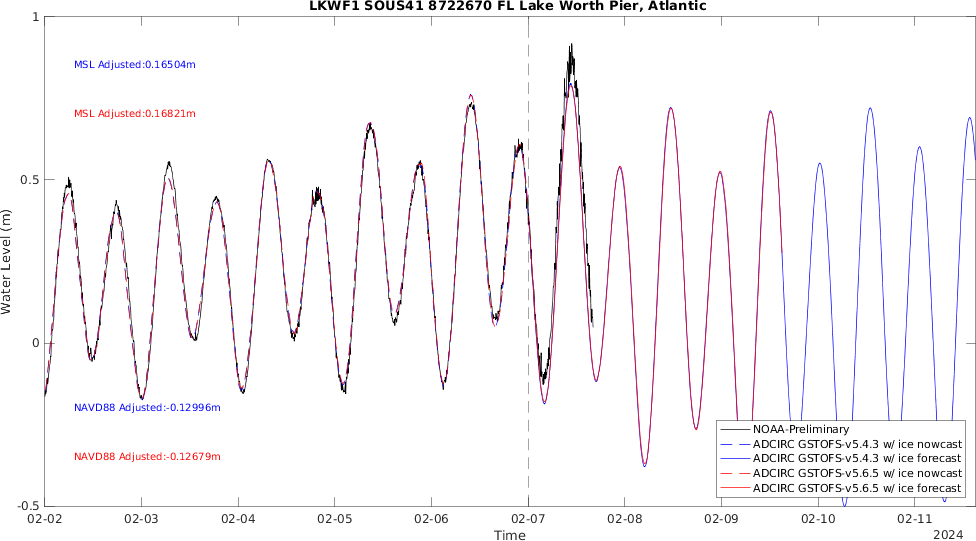 LKWF1 SOUS41 8722670 FL Lake Worth Pier, Atlantic
1
0.5
0
-0.5
Water Level (m)
MSL Adjusted:0.16504m
MSL Adjusted:0.16821m
NAVD88 Adjusted:-0.12996m
NAVD88 Adjusted:-0.12679m
NOAA-Preliminary
ADCIRC GSTOFS-v5.4.3 w/ ice nowcast
ADCIRC GSTOFS-v5.4.3 w/ ice forecast
ADCIRC GSTOFS-v5.6.5 w/ ice nowcast
ADCIRC GSTOFS-v5.6.5 w/ ice forecast
02-02 02-03 02-04 02-05 02-06 02-07 02-08 02-09 02-10 02-11
Time
2024